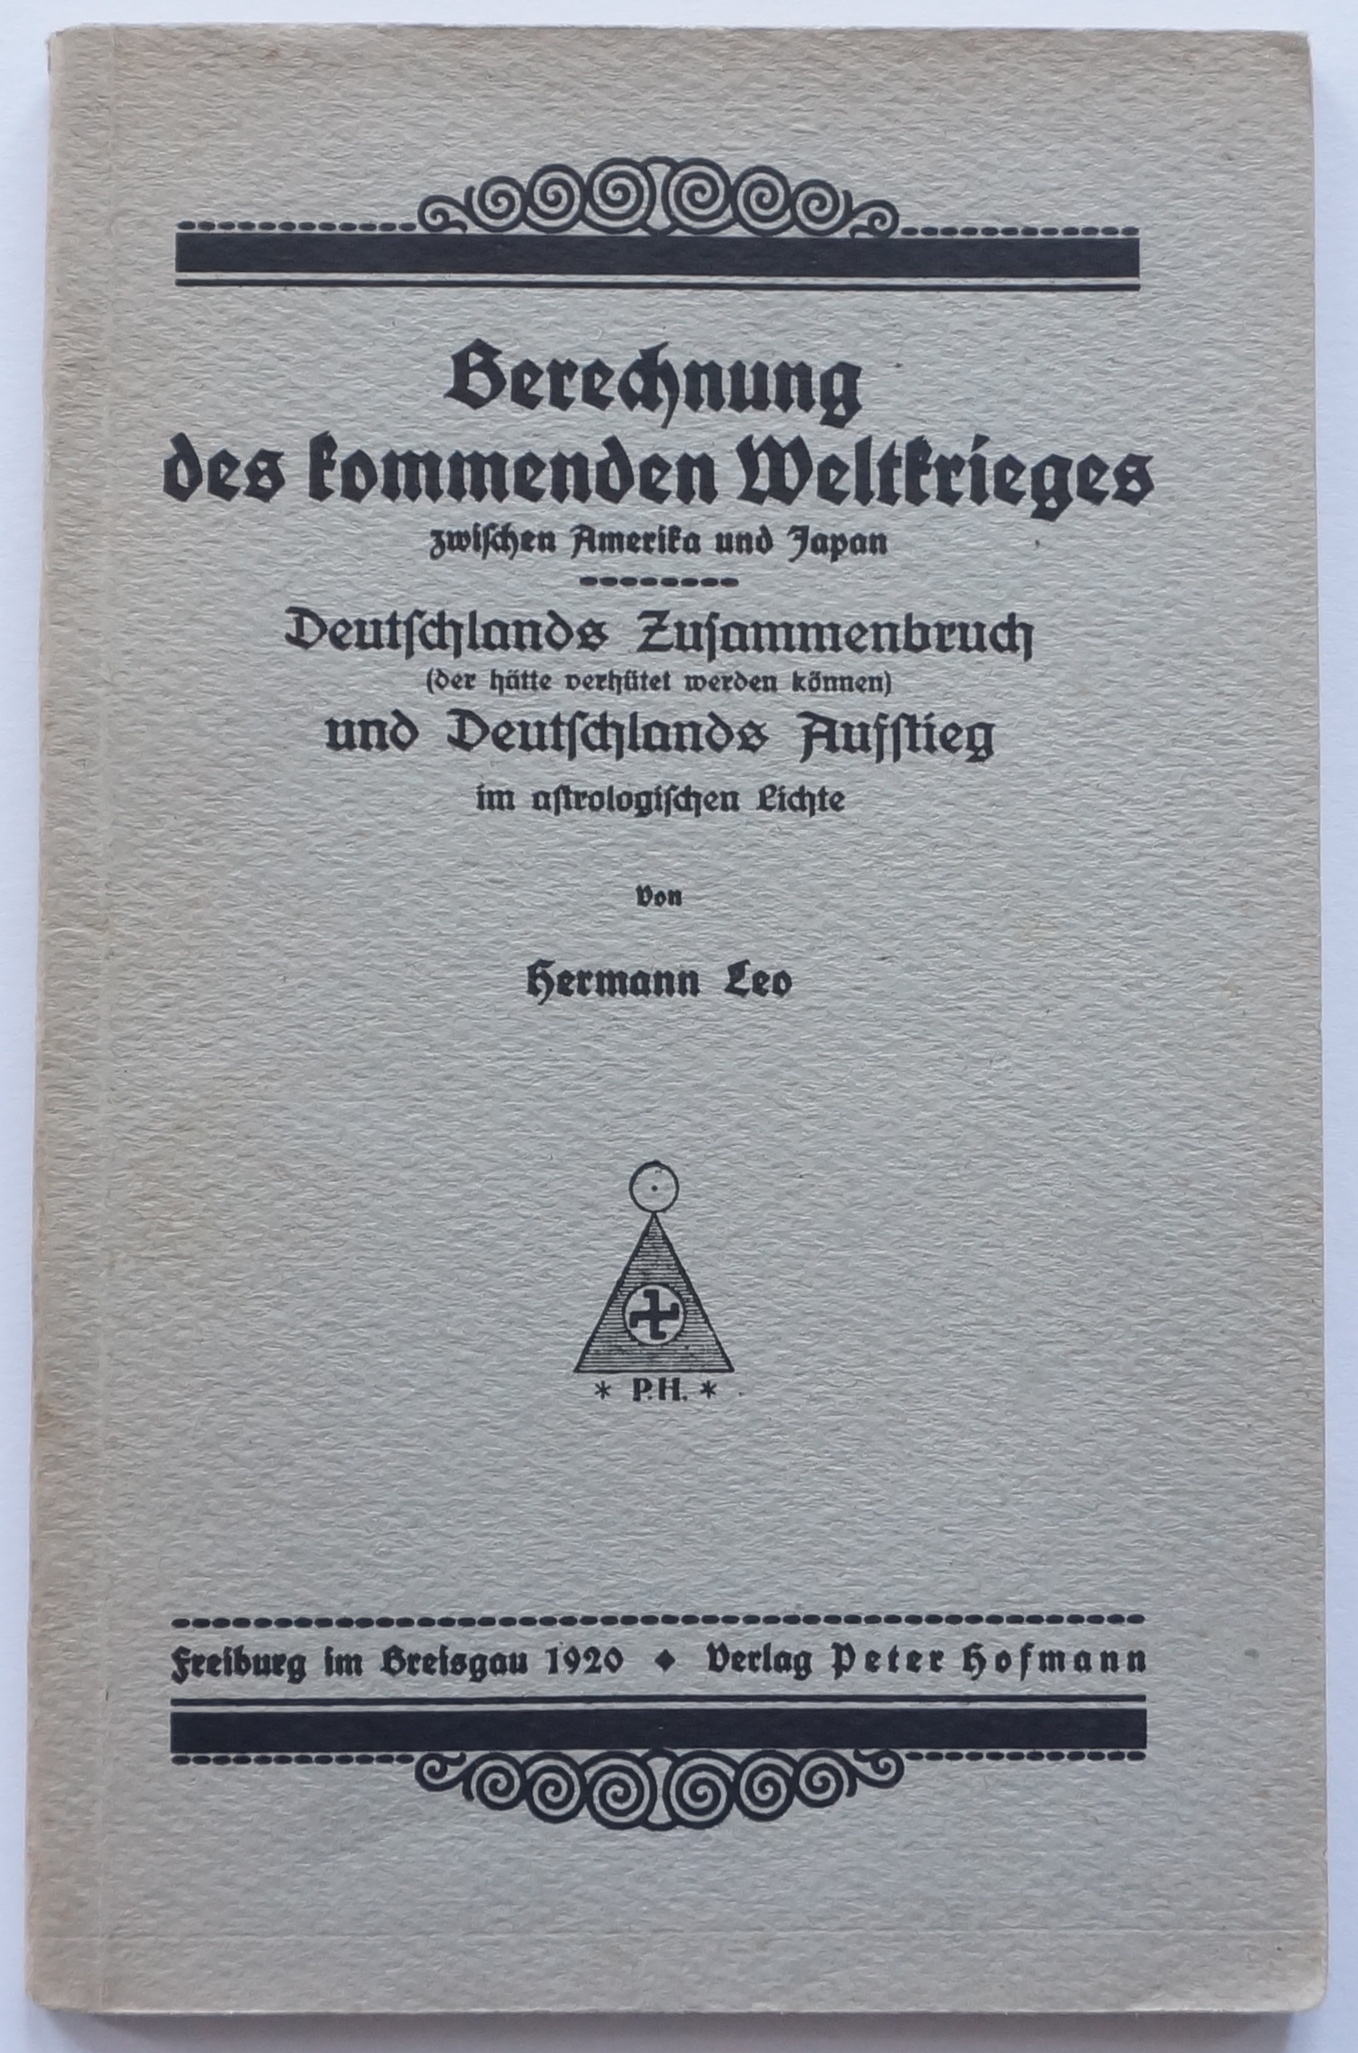 Berechnung
des kommenden Weltkrieges
zwiſchen Amerika und Japan
Deutſchlands Zuſammenbruch
(der hätte verhütet werden können)
und Deutſchlands Aufſtieg
im aſtrologiſchen Lichte
Von
Hermann Leo
* P.H. *
Freiburg im Breisgau 1920 ◆ Verlag Peter Hofmann